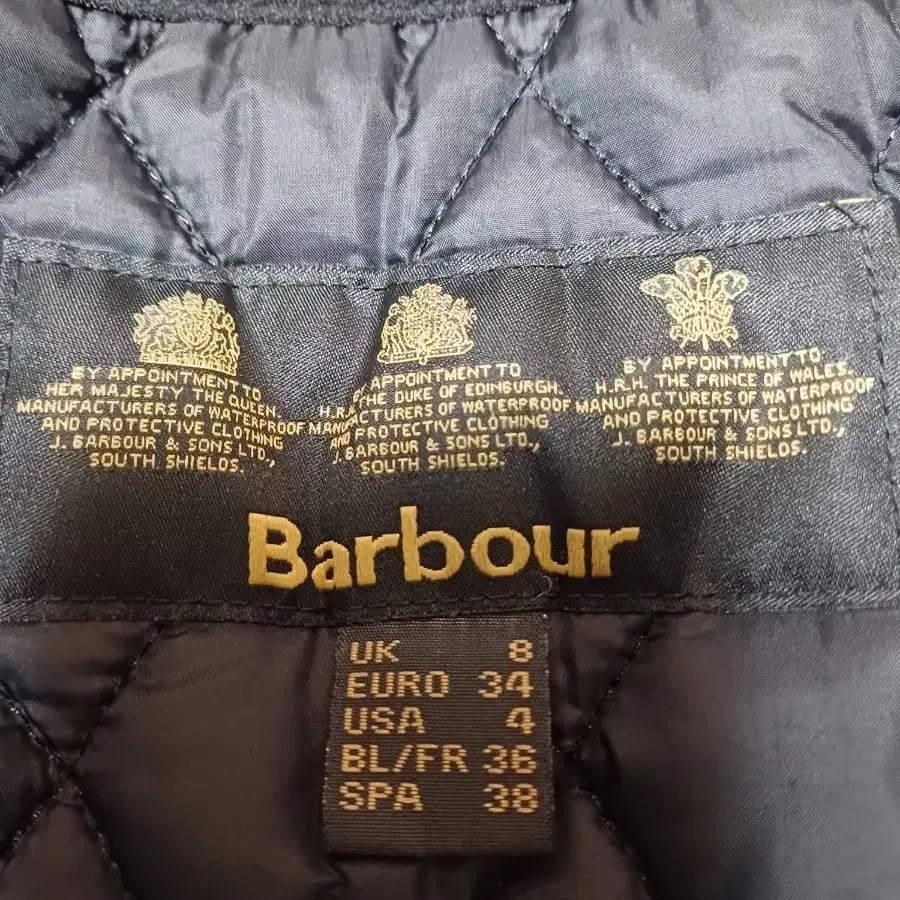 BY APPOINTMENT TO
HER MAJESTY THE QUEEN.
MANUFACTURERS OF WATERPROOF
AND PROTECTIVE CLOTHING
J. BARBOUR & SONS LTD.,
SOUTH SHIELDS.
BY APPOINTMENT TO
H.R.H. THE DUKE OF EDINBURGH.
MANUFACTURERS OF WATERPROOF
AND PROTECTIVE CLOTHING
J. BARBOUR & SONS LTD.,
SOUTH SHIELDS.
BY APPOINTMENT TO
H.R.H. THE PRINCE OF WALES.
MANUFACTURERS OF WATERPROOF
AND PROTECTIVE CLOTHING
J. BARBOUR & SONS LTD.,
SOUTH SHIELDS.
Barbour
UK 8
EURO 34
USA 4
BL/FR 36
SPA 38